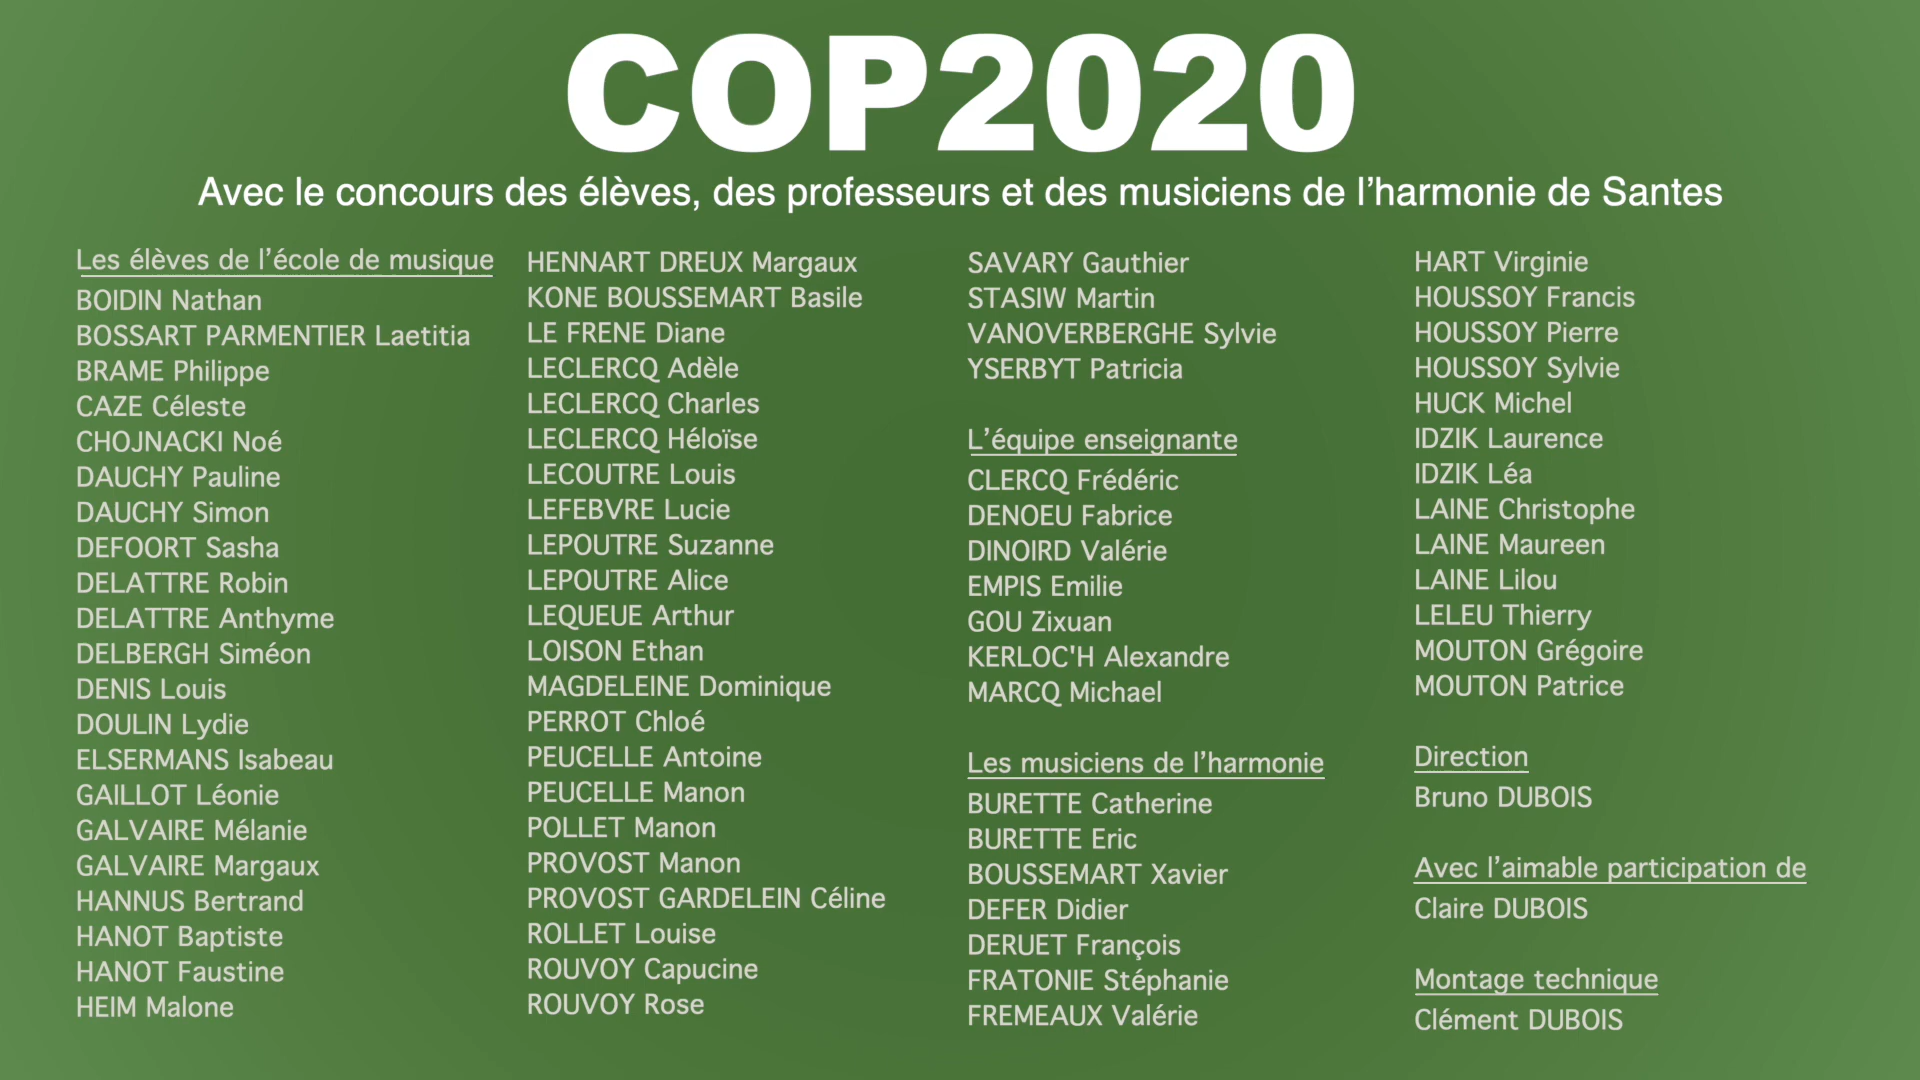 COP2020
Avec le concours des élèves, des professeurs et des musiciens de l’harmonie de Santes
Les élèves de l’école de musique
BOIDIN Nathan
BOSSART PARMENTIER Laetitia
BRAME Philippe
CAZE Céleste
CHOJNACKI Noé
DAUCHY Pauline
DAUCHY Simon
DEFOORT Sasha
DELATTRE Robin
DELATTRE Anthyme
DELBERGH Siméon
DENIS Louis
DOULIN Lydie
ELSERMANS Isabeau
GAILLOT Léonie
GALVAIRE Mélanie
GALVAIRE Margaux
HANNUS Bertrand
HANOT Baptiste
HANOT Faustine
HEIM Malone
HENNART DREUX Margaux
KONE BOUSSEMART Basile
LE FRENE Diane
LECLERCQ Adèle
LECLERCQ Charles
LECLERCQ Héloïse
LECOUTRE Louis
LEFEBVRE Lucie
LEPOUTRE Suzanne
LEPOUTRE Alice
LEQUEUE Arthur
LOISON Ethan
MAGDELEINE Dominique
PERROT Chloé
PEUCELLE Antoine
PEUCELLE Manon
POLLET Manon
PROVOST Manon
PROVOST GARDELEIN Céline
ROLLET Louise
ROUVOY Capucine
ROUVOY Rose
SAVARY Gauthier
STASIW Martin
VANOVERBERGHE Sylvie
YSERBYT Patricia
L’équipe enseignante
CLERCQ Frédéric
DENOEU Fabrice
DINOIRD Valérie
EMPIS Emilie
GOU Zixuan
KERLOC'H Alexandre
MARCQ Michael
Les musiciens de l’harmonie
BURETTE Catherine
BURETTE Eric
BOUSSEMART Xavier
DEFER Didier
DERUET François
FRATONIE Stéphanie
FREMEAUX Valérie
HART Virginie
HOUSSOY Francis
HOUSSOY Pierre
HOUSSOY Sylvie
HUCK Michel
IDZIK Laurence
IDZIK Léa
LAINE Christophe
LAINE Maureen
LAINE Lilou
LELEU Thierry
MOUTON Grégoire
MOUTON Patrice
Direction
Bruno DUBOIS
Avec l’aimable participation de
Claire DUBOIS
Montage technique
Clément DUBOIS